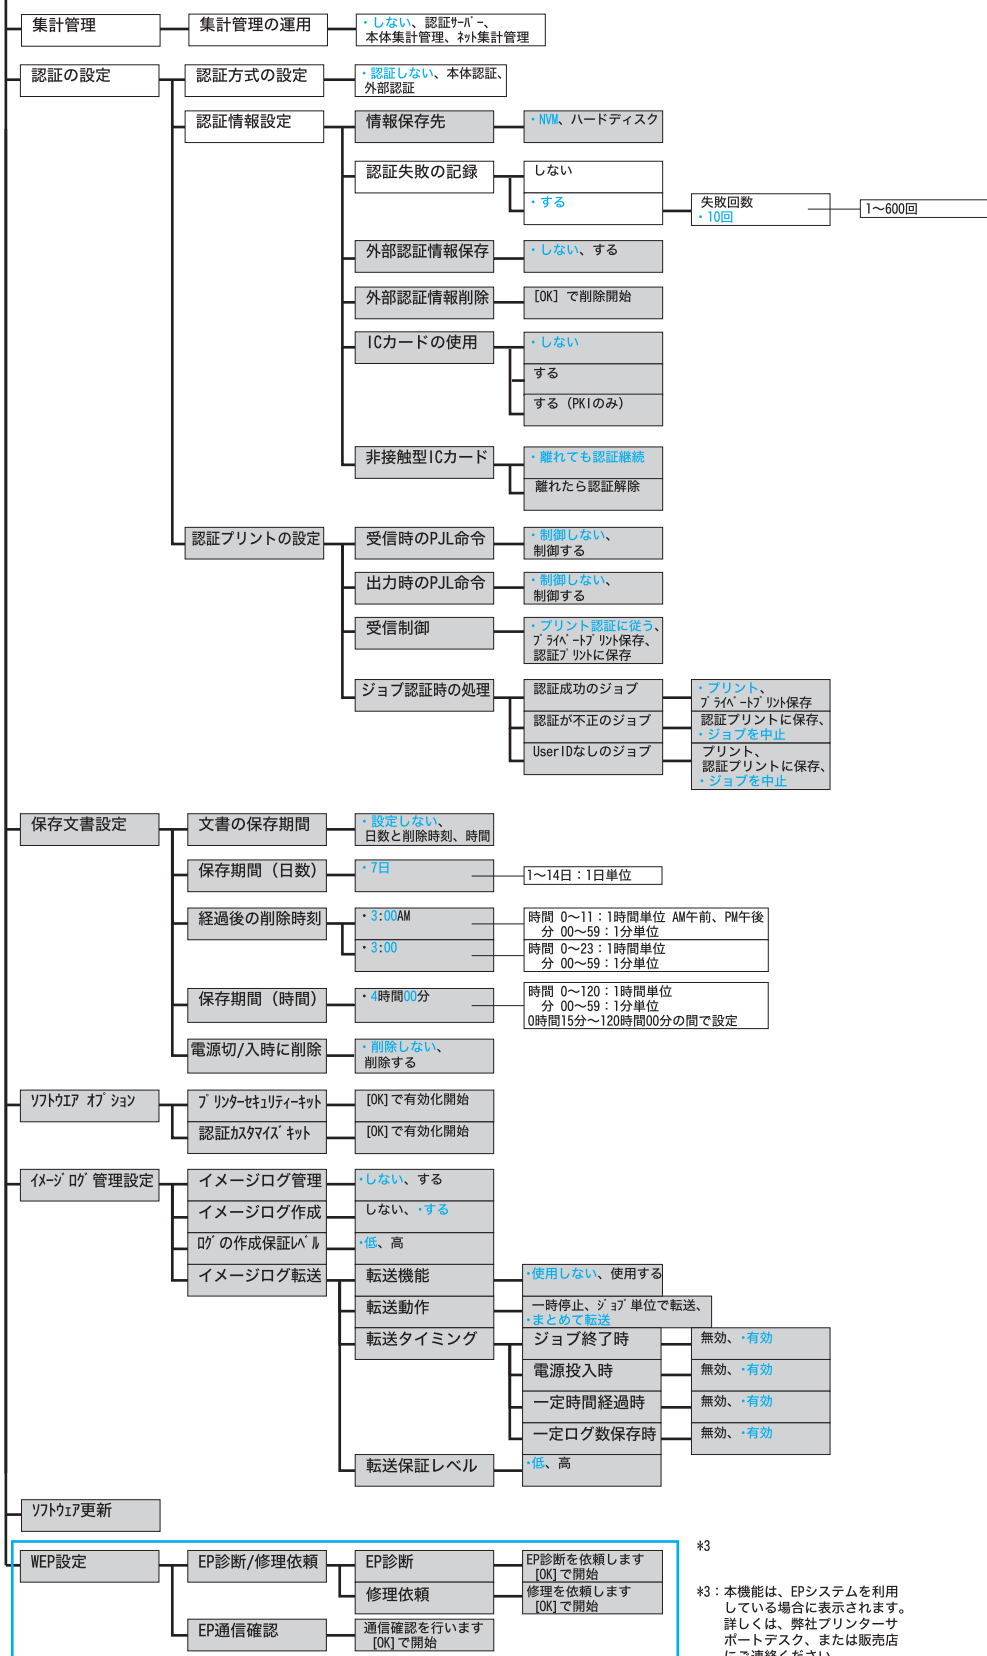 集計管理
集計管理の運用
・しない、認証ｻｰﾊﾞｰ、
本体集計管理、ﾈｯﾄ集計管理
認証の設定
認証方式の設定
・認証しない、本体認証、
外部認証
認証情報設定
情報保存先
・NVM、ハードディスク
認証失敗の記録
しない
・する
失敗回数
・10回
1～600回
外部認証情報保存
・しない、する
外部認証情報削除
[OK] で削除開始
ICカードの使用
・しない
する
する（PKIのみ）
非接触型ICカード
・離れても認証継続
離れたら認証解除
認証プリントの設定
受信時のPJL命令
・制御しない、
制御する
出力時のPJL命令
・制御しない、
制御する
受信制御
・プリント認証に従う、
ﾌﾟﾗｲﾍﾞｰﾄﾌﾟﾘﾝﾄ保存、
認証ﾌﾟﾘﾝﾄに保存
ジョブ認証時の処理
認証成功のジョブ
・プリント、
ﾌﾟﾗｲﾍﾞｰﾄﾌﾟﾘﾝﾄ保存
認証が不正のジョブ
認証プリントに保存、
・ジョブを中止
UserIDなしのジョブ
プリント、
認証プリントに保存、
・ジョブを中止
保存文書設定
文書の保存期間
・設定しない、
日数と削除時刻、時間
保存期間（日数）
・7日
1～14日：1日単位
経過後の削除時刻
・3:00AM
時間 0～11：1時間単位 AM午前、PM午後
分 00～59：1分単位
・3:00
時間 0～23：1時間単位
分 00～59：1分単位
保存期間（時間）
・4時間00分
時間 0～120：1時間単位
分 00～59：1分単位
0時間15分～120時間00分の間で設定
電源切/入時に削除
・削除しない、
削除する
ｿﾌﾄｳｴｱ ｵﾌﾟｼｮﾝ
ﾌﾟﾘﾝﾀｰｾｷｭﾘﾃｨｰｷｯﾄ
[OK]で有効化開始
認証ｶｽﾀﾏｲｽﾞｷｯﾄ
[OK]で有効化開始
ｲﾒｰｼﾞﾛｸﾞ管理設定
イメージログ管理
・しない、する
イメージログ作成
しない、・する
ﾛｸﾞの作成保証ﾚﾍﾞﾙ
・低、高
イメージログ転送
転送機能
・使用しない、使用する
転送動作
一時停止、ｼﾞｮﾌﾞ単位で転送、
・まとめて転送
転送タイミング
ジョブ終了時
無効、・有効
電源投入時
無効、・有効
一定時間経過時
無効、・有効
一定ログ数保存時
無効、・有効
転送保証レベル
・低、高
ｿﾌﾄｳｪｱ更新
*3
WEP設定
EP診断/修理依頼
EP診断
EP診断を依頼します
[OK]で開始
修理依頼
修理を依頼します
[OK]で開始
EP通信確認
通信確認を行います
[OK]で開始
*3：本機能は、EPシステムを利用
している場合に表示されます。
詳しくは、弊社プリンターサ
ポートデスク、または販売店
にご連絡ください